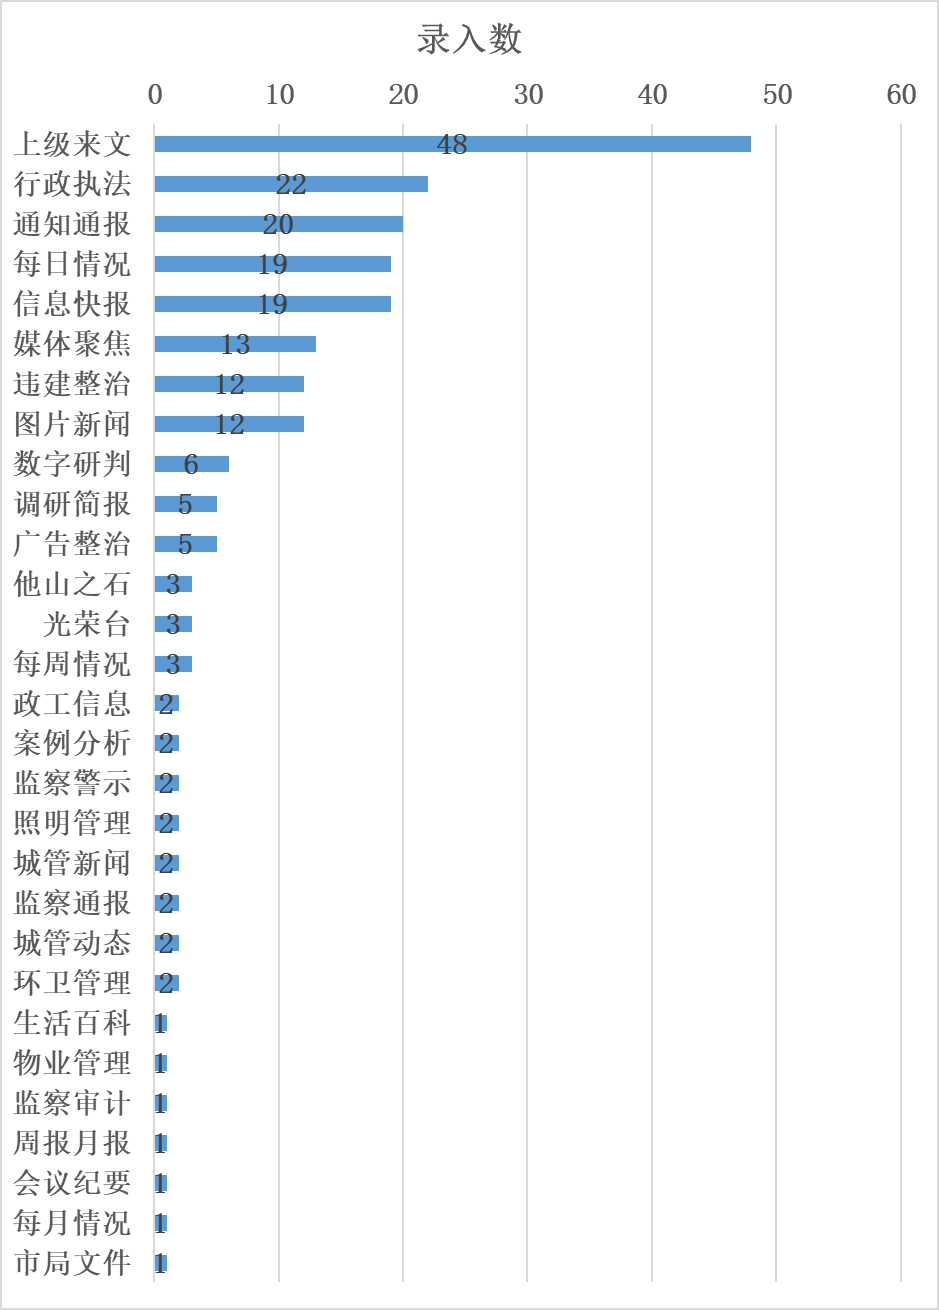 录入数
0 10 20 30 40 50 60
上级来文 48
行政执法 22
通知通报 20
每日情况 19
信息快报 19
媒体聚焦 13
违建整治 12
图片新闻 12
数字研判 6
调研简报 5
广告整治 5
他山之石 3
光荣台 3
每周情况 3
政工信息 2
案例分析 2
监察警示 2
照明管理 2
城管新闻 2
监察通报 2
城管动态 2
环卫管理 2
生活百科 1
物业管理 1
监察审计 1
周报月报 1
会议纪要 1
每月情况 1
市局文件 1